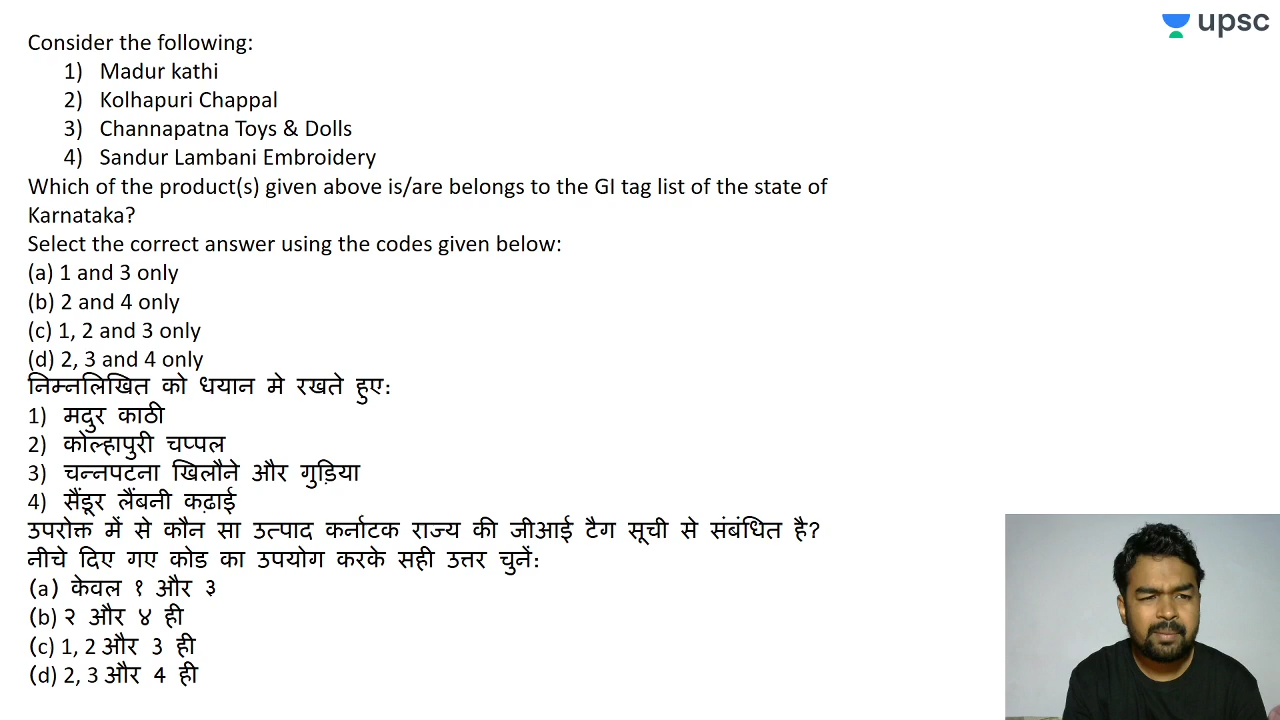 upsc
Consider the following:
1) Madur kathi
2) Kolhapuri Chappal
3) Channapatna Toys & Dolls
4) Sandur Lambani Embroidery
Which of the product(s) given above is/are belongs to the GI tag list of the state of
Karnataka?
Select the correct answer using the codes given below:
(a) 1 and 3 only
(b) 2 and 4 only
(c) 1, 2 and 3 only
(d) 2, 3 and 4 only
निम्नलिखित को धयान मे रखते हुए:
1) मदुर काठी
2) कोल्हापुरी चप्पल
3) चन्नपटना खिलौने और गुड़िया
4) सैंडूर लैंबनी कढ़ाई
उपरोक्त में से कौन सा उत्पाद कर्नाटक राज्य की जीआई टैग सूची से संबंधित है?
नीचे दिए गए कोड का उपयोग करके सही उत्तर चुनें:
(a) केवल १ और ३
(b) २ और ४ ही
(c) 1, 2 और 3 ही
(d) 2, 3 और 4 ही